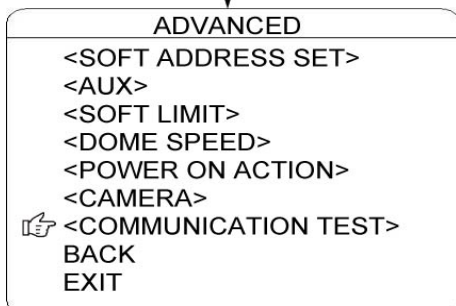 ADVANCED
<SOFT ADDRESS SET>
<AUX>
<SOFT LIMIT>
<DOME SPEED>
<POWER ON ACTION>
<CAMERA>
<COMMUNICATION TEST>
BACK
EXIT